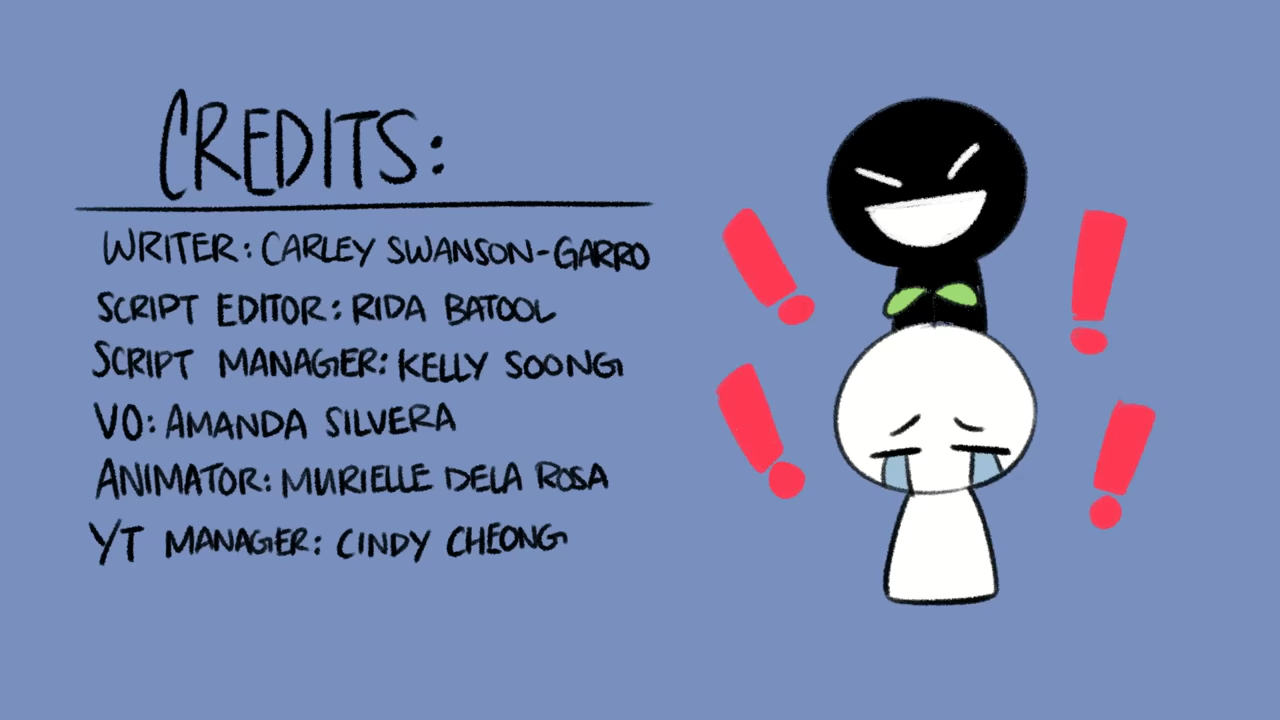 CREDITS:
WRITER: CARLEY SWANSON-GARRO
SCRIPT EDITOR: RIDA BATOOL
SCRIPT MANAGER: KELLY SOONG
VO: AMANDA SILVERA
ANIMATOR: MURIELLE DELA ROSA
YT MANAGER: CINDY CHEONG